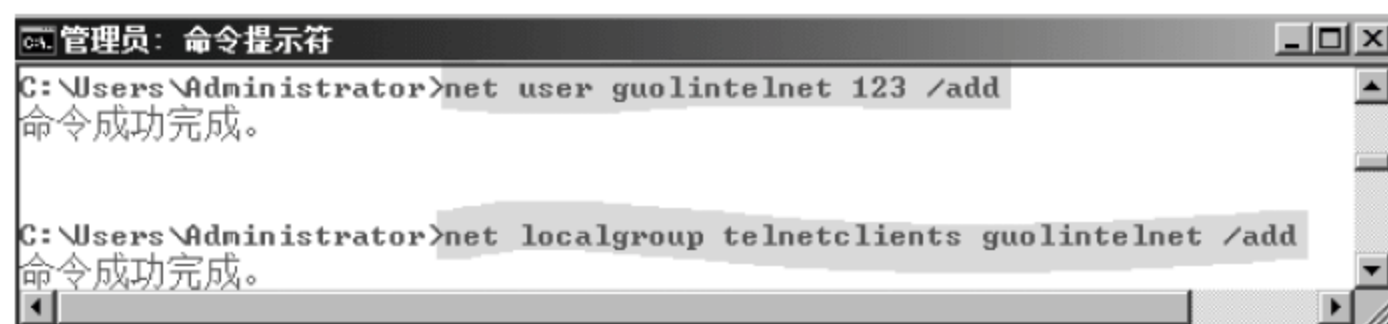 管理员: 命令提示符
C:\Users\Administrator>net user guolintelnet 123 /add
命令成功完成。
C:\Users\Administrator>net localgroup telnetclients guolintelnet /add
命令成功完成。